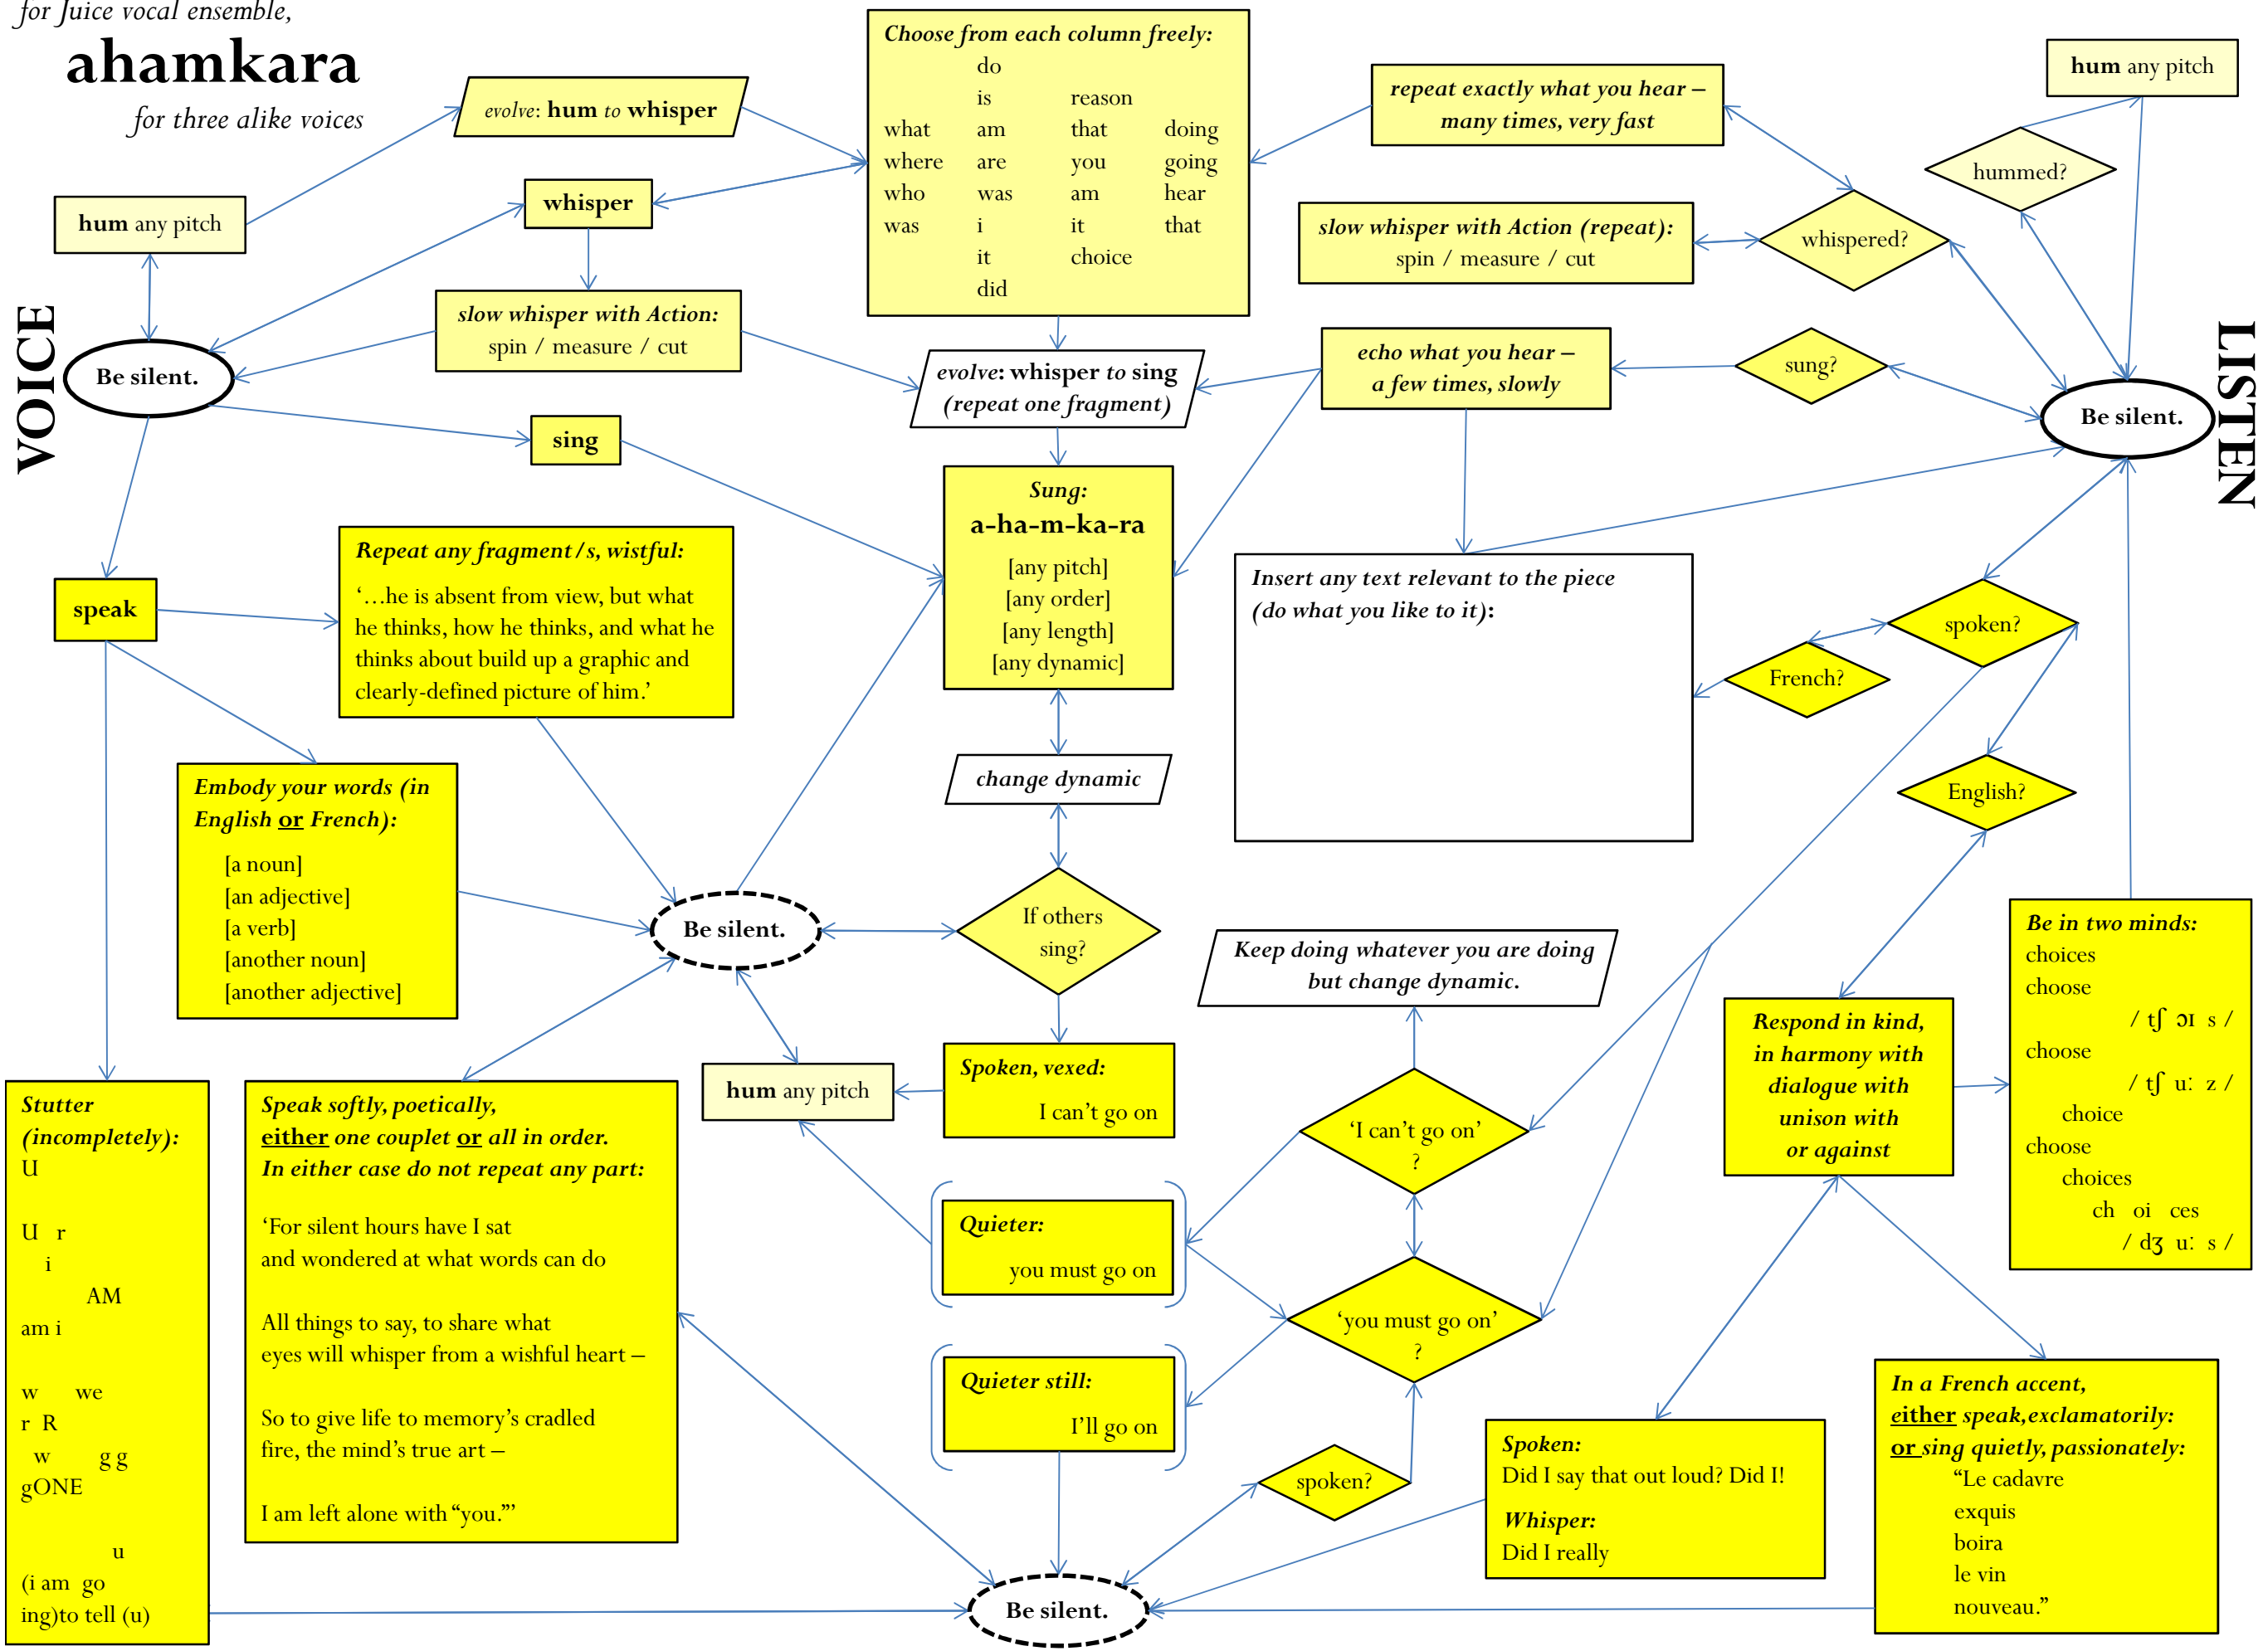 for Juice vocal ensemble,
ahamkara
for three alike voices
VOICE
hum any pitch
Be silent.
evolve: hum to whisper
whisper
slow whisper with Action:
spin / measure / cut
sing
speak
Choose from each column freely:
do
is reason
what am that doing
where are you going
who was am hear
was i it that
it choice
did
evolve: whisper to sing
(repeat one fragment)
Sung:
a-ha-m-ka-ra
[any pitch]
[any order]
[any length]
[any dynamic]
change dynamic
If others
sing?
Spoken, vexed:
I can’t go on
repeat exactly what you hear –
many times, very fast
slow whisper with Action (repeat):
spin / measure / cut
echo what you hear –
a few times, slowly
hum any pitch
hummed?
whispered?
sung?
LISTEN
Be silent.
Insert any text relevant to the piece
(do what you like to it):
spoken?
French?
English?
Repeat any fragment/s, wistful:
‘…he is absent from view, but what
he thinks, how he thinks, and what he
thinks about build up a graphic and
clearly-defined picture of him.’
Embody your words (in
English or French):
[a noun]
[an adjective]
[a verb]
[another noun]
[another adjective]
Be silent.
hum any pitch
Stutter
(incompletely):
U
U r
i
AM
am i
w we
r R
w g g
gONE
u
(i am go
ing)to tell (u)
Speak softly, poetically,
either one couplet or all in order.
In either case do not repeat any part:
‘For silent hours have I sat
and wondered at what words can do
All things to say, to share what
eyes will whisper from a wishful heart –
So to give life to memory’s cradled
fire, the mind’s true art –
I am left alone with “you.”’
Quieter:
you must go on
Quieter still:
I’ll go on
Keep doing whatever you are doing
but change dynamic.
‘I can’t go on’
?
‘you must go on’
?
spoken?
Be silent.
Respond in kind,
in harmony with
dialogue with
unison with
or against
Be in two minds:
choices
choose
/ tʃ ɔɪ s /
choose
/ tʃ uː z /
choice
choose
choices
ch oi ces
/ dʒ uː s /
Spoken:
Did I say that out loud? Did I!
Whisper:
Did I really
In a French accent,
either speak,exclamatorily:
or sing quietly, passionately:
“Le cadavre
exquis
boira
le vin
nouveau.”